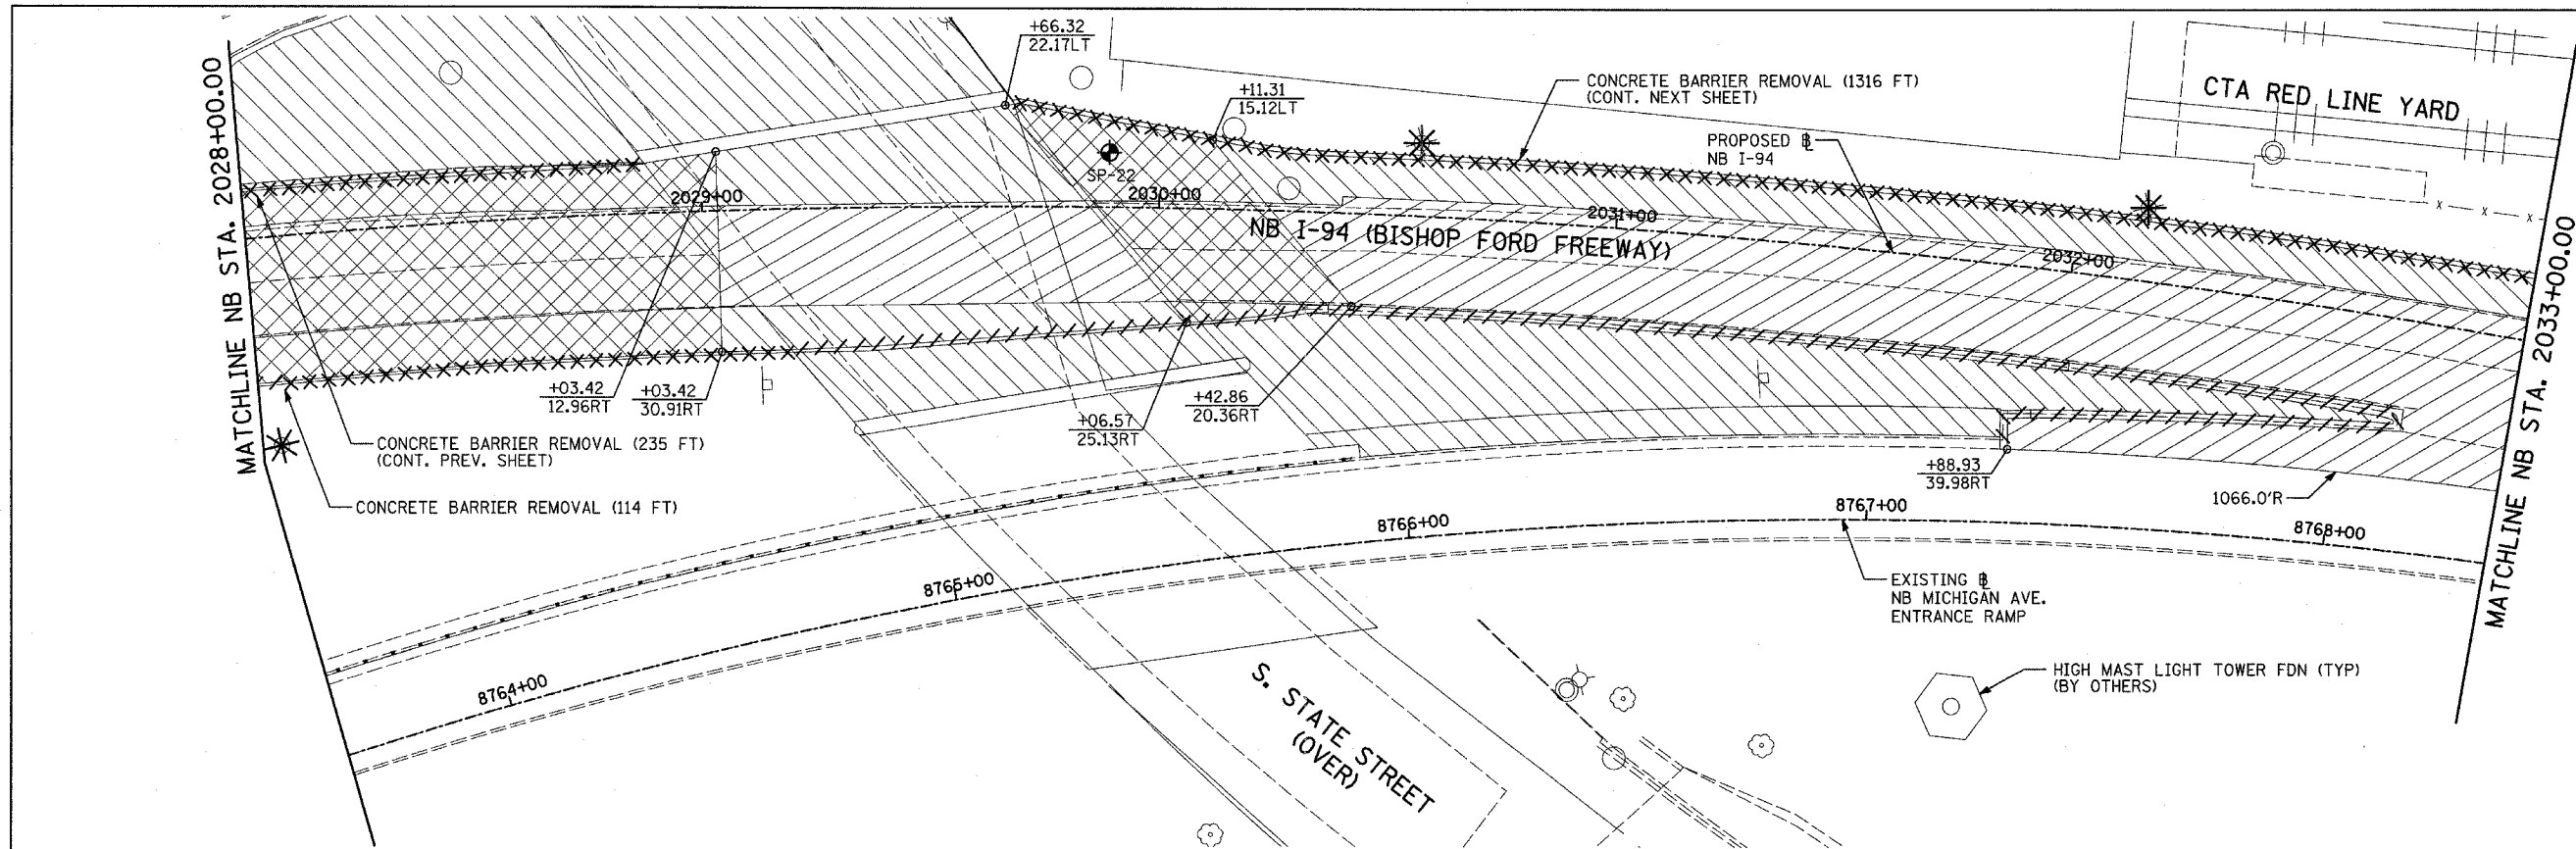 MATCHLINE NB STA. 2028+00.00
+66.32
22.17LT
+11.31
15.12LT
CONCRETE BARRIER REMOVAL (1316 FT)
(CONT. NEXT SHEET)
CTA RED LINE YARD
PROPOSED
NB I-94
SP-22
2029+00
2030+00
2031+00
2032+00
NB I-94 (BISHOP FORD FREEWAY)
MATCHLINE NB STA. 2033+00.00
+03.42
12.96RT
+03.42
30.91RT
+06.57
25.13RT
+42.86
20.36RT
+88.93
39.98RT
CONCRETE BARRIER REMOVAL (235 FT)
(CONT. PREV. SHEET)
CONCRETE BARRIER REMOVAL (114 FT)
1066.0'R
8764+00
8765+00
8766+00
8767+00
8768+00
EXISTING
NB MICHIGAN AVE.
ENTRANCE RAMP
HIGH MAST LIGHT TOWER FDN (TYP)
(BY OTHERS)
S. STATE STREET
(OVER)